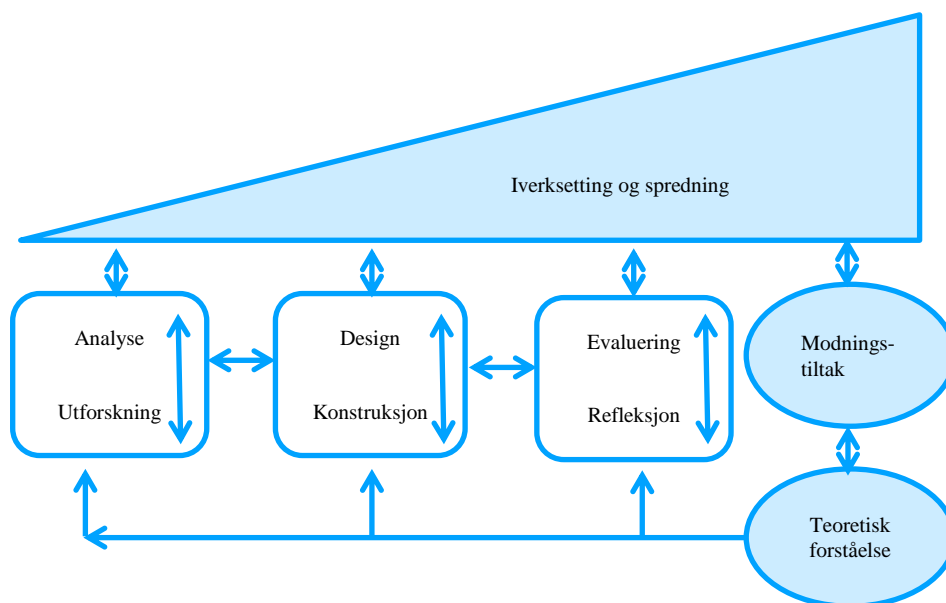 Iverksetting og spredning
Analyse
Utforskning
Design
Konstruksjon
Evaluering
Refleksjon
Modnings-
tiltak
Teoretisk
forståelse